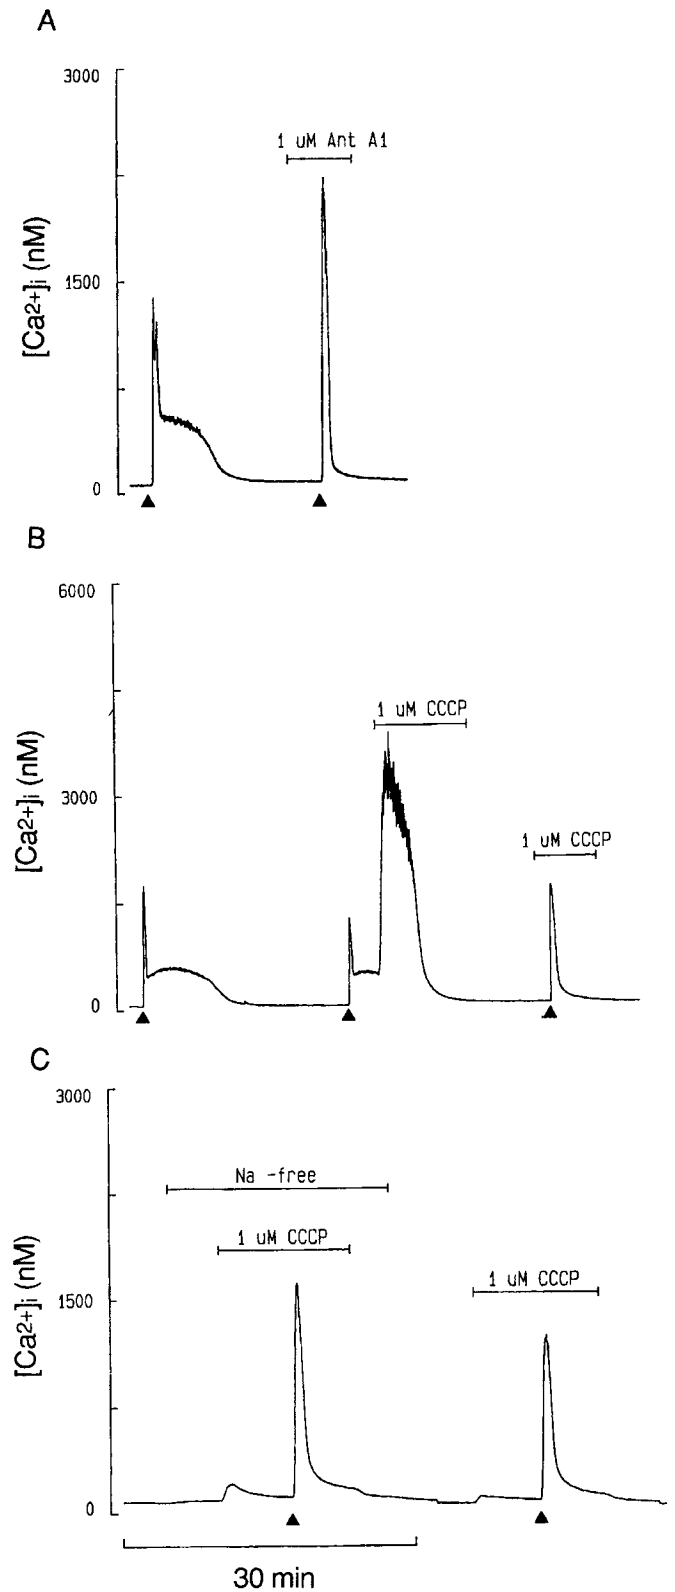 A
3000
1 uM Ant A1
1500
[Ca2+]i (nM)
0
B
6000
1 uM CCCP
3000
[Ca2+]i (nM)
1 uM CCCP
0
C
3000
Na -free
1 uM CCCP
1 uM CCCP
1500
[Ca2+]i (nM)
0
30 min